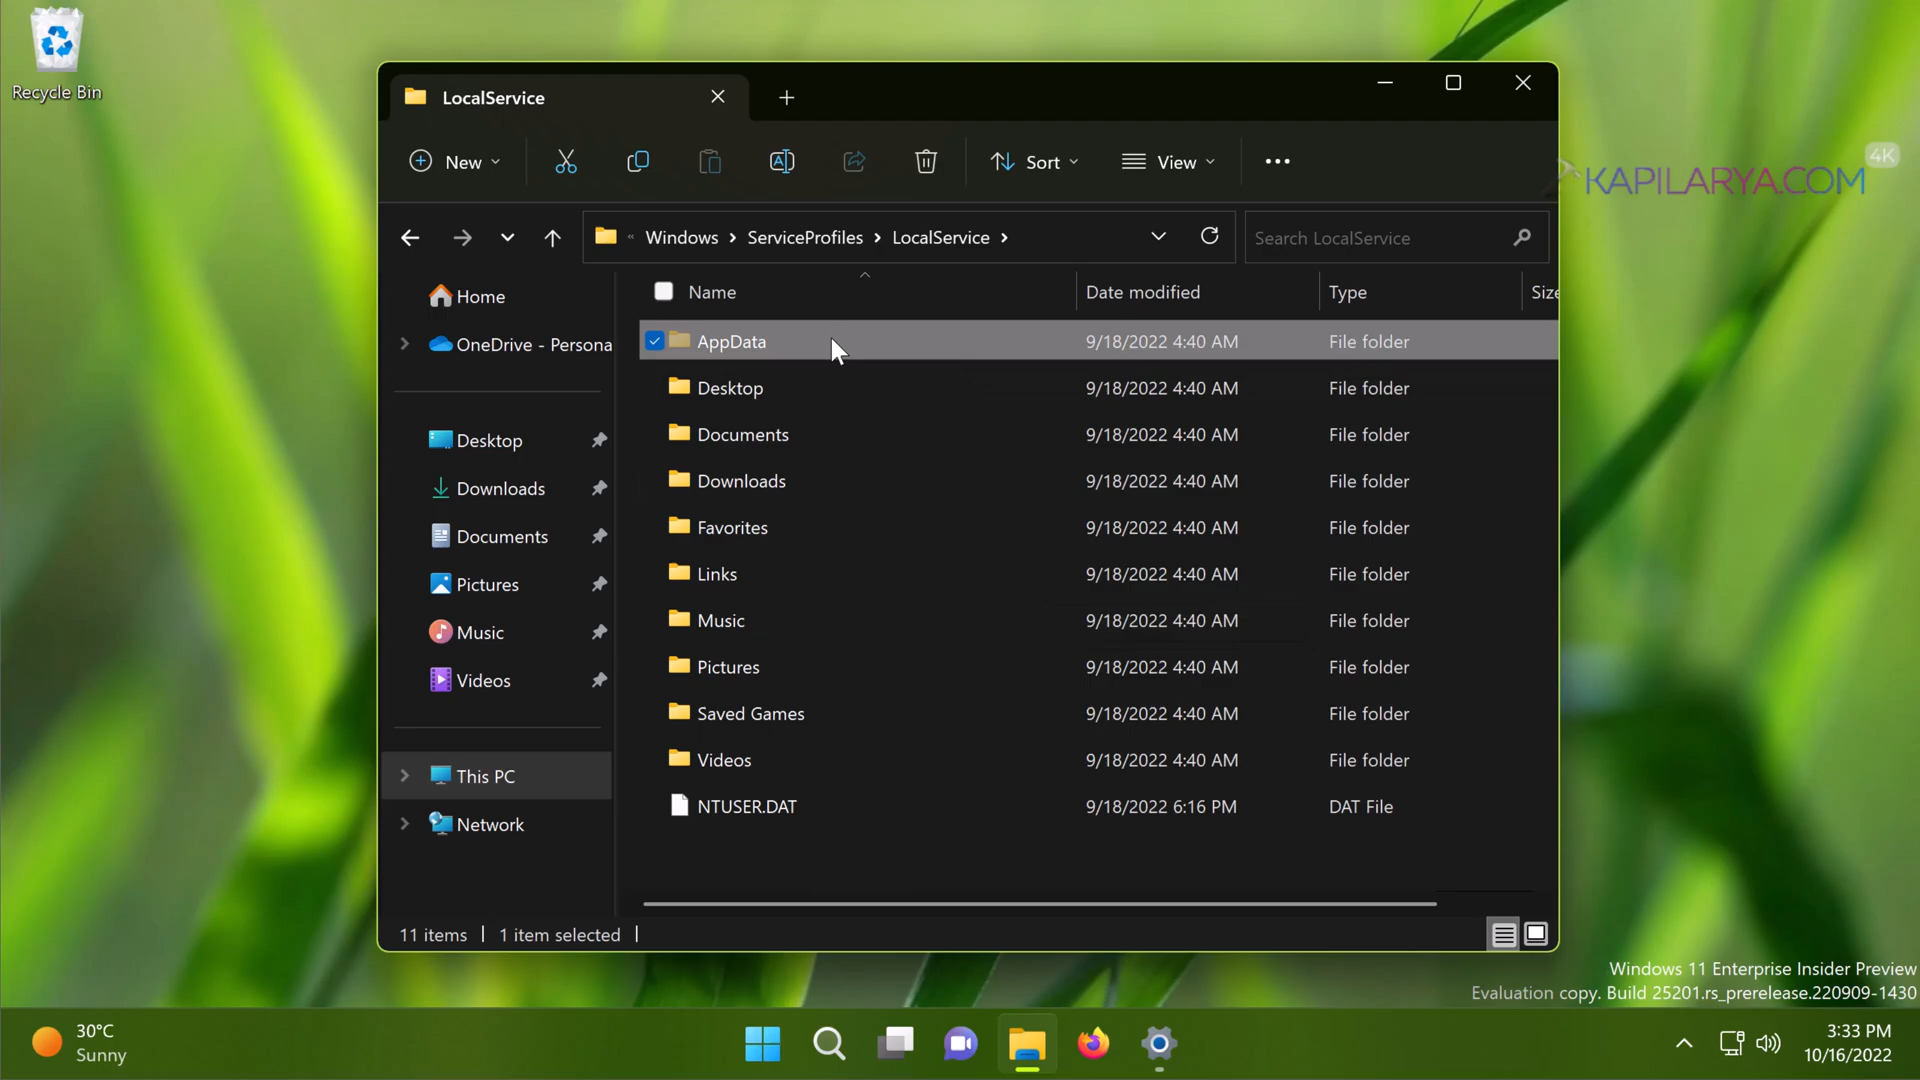 Recycle Bin
LocalService
New
Sort
View
4K
KAPILARYA.COM
« Windows › ServiceProfiles › LocalService ›
Search LocalService
Home
OneDrive - Persona
Desktop
Downloads
Documents
Pictures
Music
Videos
This PC
Network
Name Date modified Type Size
AppData 9/18/2022 4:40 AM File folder
Desktop 9/18/2022 4:40 AM File folder
Documents 9/18/2022 4:40 AM File folder
Downloads 9/18/2022 4:40 AM File folder
Favorites 9/18/2022 4:40 AM File folder
Links 9/18/2022 4:40 AM File folder
Music 9/18/2022 4:40 AM File folder
Pictures 9/18/2022 4:40 AM File folder
Saved Games 9/18/2022 4:40 AM File folder
Videos 9/18/2022 4:40 AM File folder
NTUSER.DAT 9/18/2022 6:16 PM DAT File
11 items 1 item selected
Windows 11 Enterprise Insider Preview
Evaluation copy. Build 25201.rs_prerelease.220909-1430
30°C
Sunny
3:33 PM
10/16/2022